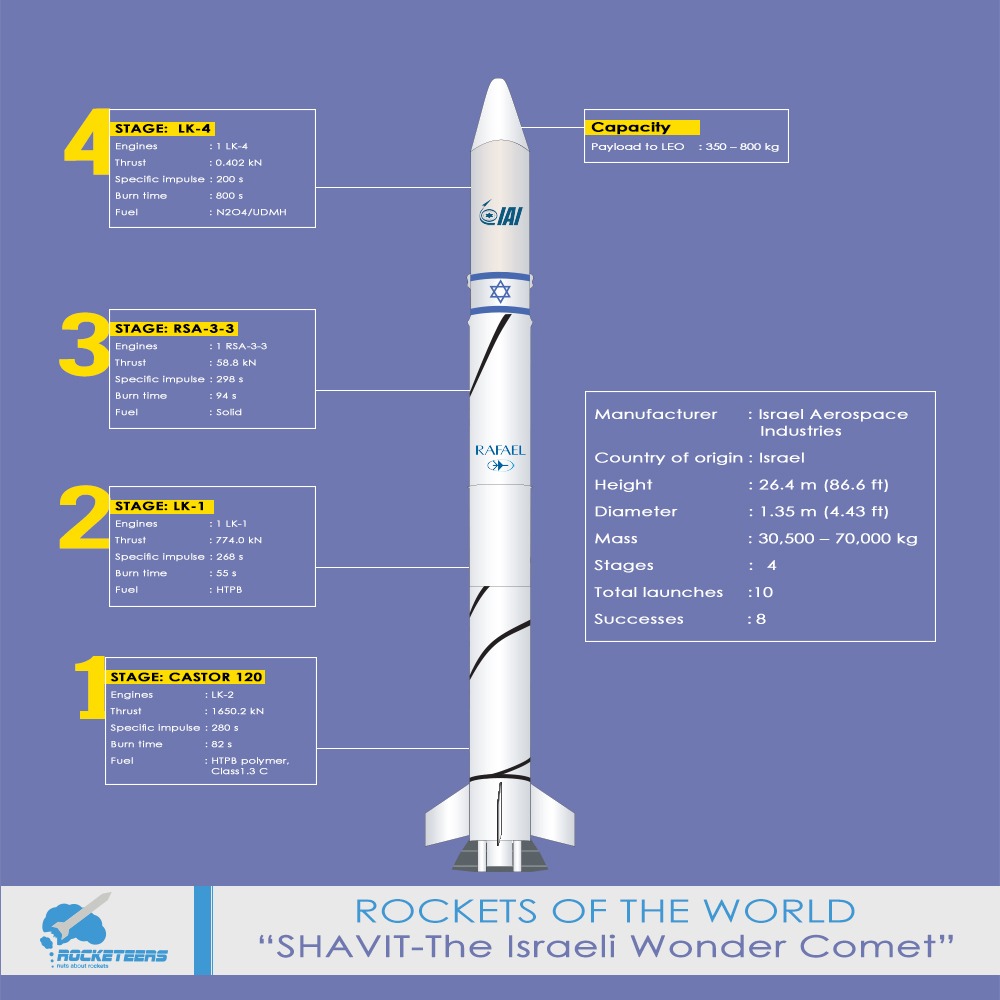 4
STAGE: LK-4
Engines : 1 LK-4
Thrust : 0.402 kN
Specific impulse : 200 s
Burn time : 800 s
Fuel : N2O4/UDMH
Capacity
Payload to LEO : 350 – 800 kg
IAI
3
STAGE: RSA-3-3
Engines : 1 RSA-3-3
Thrust : 58.8 kN
Specific impulse : 298 s
Burn time : 94 s
Fuel : Solid
RAFAEL
Manufacturer : Israel Aerospace
Industries
Country of origin : Israel
Height : 26.4 m (86.6 ft)
Diameter : 1.35 m (4.43 ft)
Mass : 30,500 – 70,000 kg
Stages : 4
Total launches :10
Successes : 8
2
STAGE: LK-1
Engines : 1 LK-1
Thrust : 774.0 kN
Specific impulse : 268 s
Burn time : 55 s
Fuel : HTPB
1
STAGE: CASTOR 120
Engines : LK-2
Thrust : 1650.2 kN
Specific impulse : 280 s
Burn time : 82 s
Fuel : HTPB polymer,
Class1.3 C
ROCKETEERS
nuts about rockets
ROCKETS OF THE WORLD
“SHAVIT-The Israeli Wonder Comet”